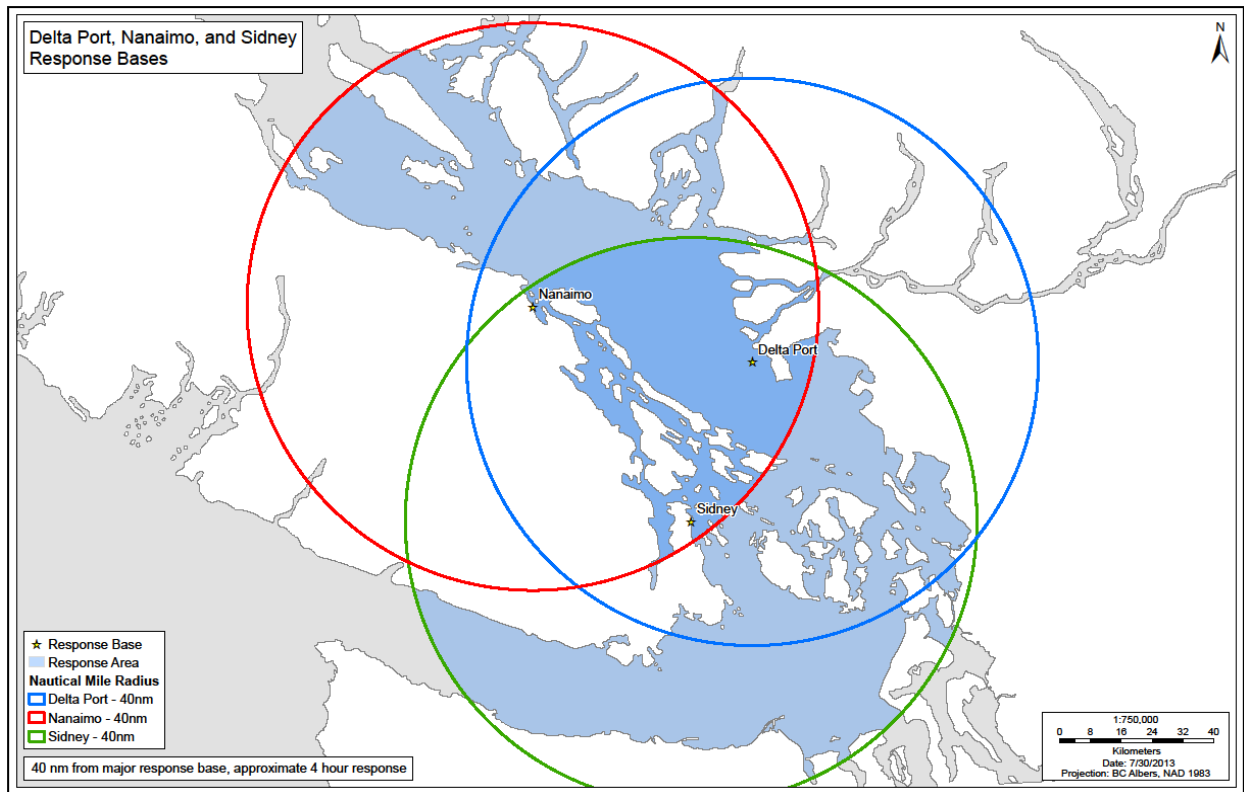 Delta Port, Nanaimo, and Sidney
Response Bases
N
Nanaimo
Delta Port
Sidney
Response Base
Response Area
Nautical Mile Radius
Delta Port - 40nm
Nanaimo - 40nm
Sidney - 40nm
40 nm from major response base, approximate 4 hour response
1:750,000
0 4 8 16 24 32 40
Kilometers
Date: 7/30/2013
Projection: BC Albers, NAD 1983